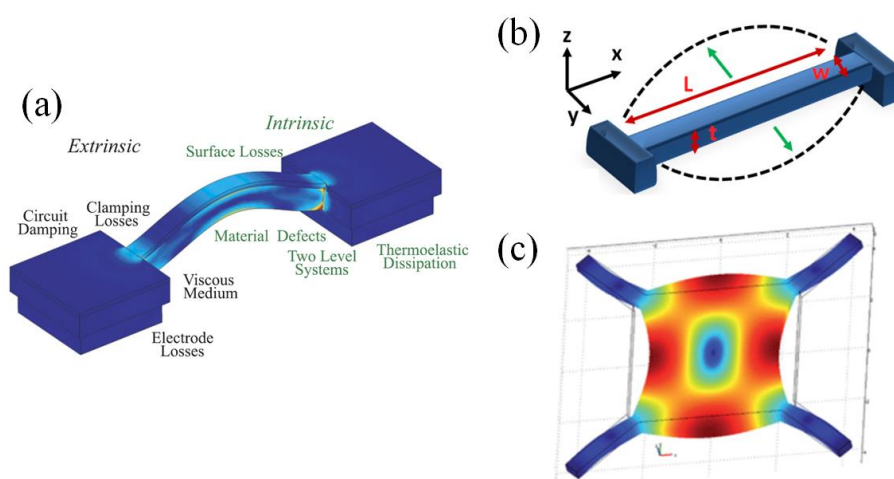 (a)
Extrinsic
Intrinsic
Surface Losses
Circuit
Damping
Clamping
Losses
Material Defects
Two Level
Systems
Thermoelastic
Dissipation
Viscous
Medium
Electrode
Losses
(b)
z
x
y
L
w
t
(c)